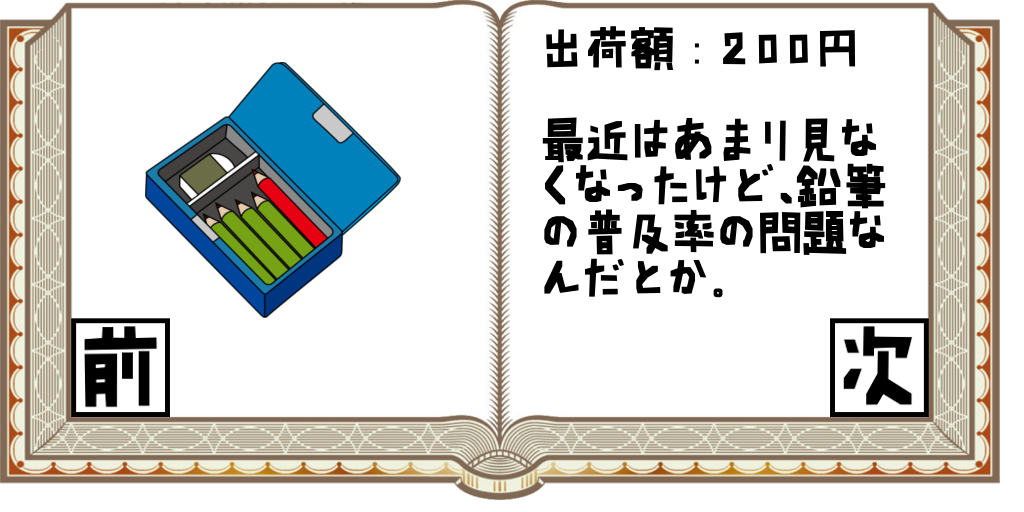 出荷額：200円
最近はあまり見な
くなったけど、鉛筆
の普及率の問題な
んだとか。
前
次